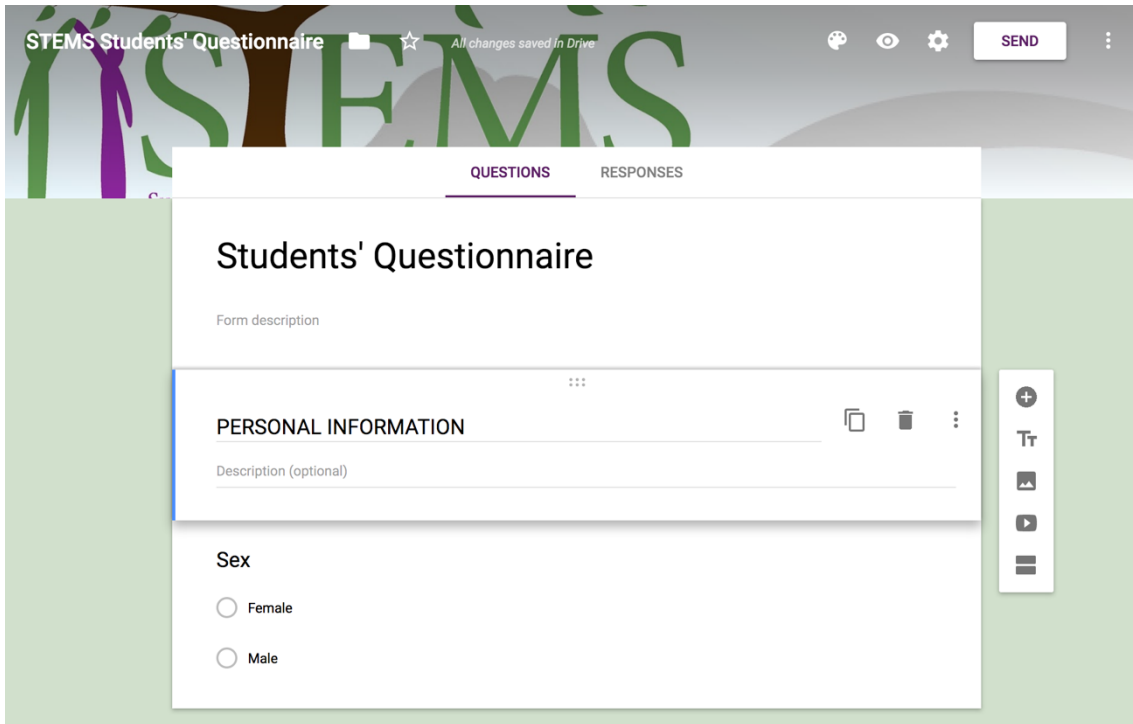 STEMS Students' Questionnaire
All changes saved in Drive
SEND
STEMS
QUESTIONS
RESPONSES
Students' Questionnaire
Form description
PERSONAL INFORMATION
Description (optional)
Sex
Female
Male